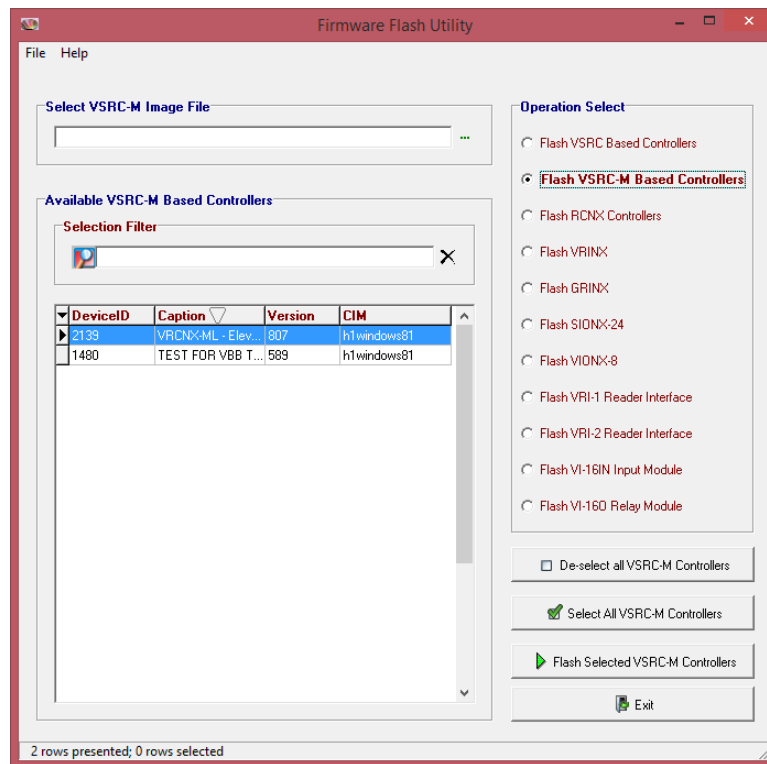 Firmware Flash Utility
File Help
Select VSRC-M Image File
...
Available VSRC-M Based Controllers
Selection Filter
DeviceID Caption Version CIM
2139 VRCNX-ML - Elev... 807 h1windows81
1480 TEST FOR VBB T... 589 h1windows81
Operation Select
Flash VSRC Based Controllers
Flash VSRC-M Based Controllers
Flash RCNX Controllers
Flash VRINX
Flash GRINX
Flash SIONX-24
Flash VIONX-8
Flash VRI-1 Reader Interface
Flash VRI-2 Reader Interface
Flash VI-16IN Input Module
Flash VI-16O Relay Module
De-select all VSRC-M Controllers
Select All VSRC-M Controllers
Flash Selected VSRC-M Controllers
Exit
2 rows presented; 0 rows selected